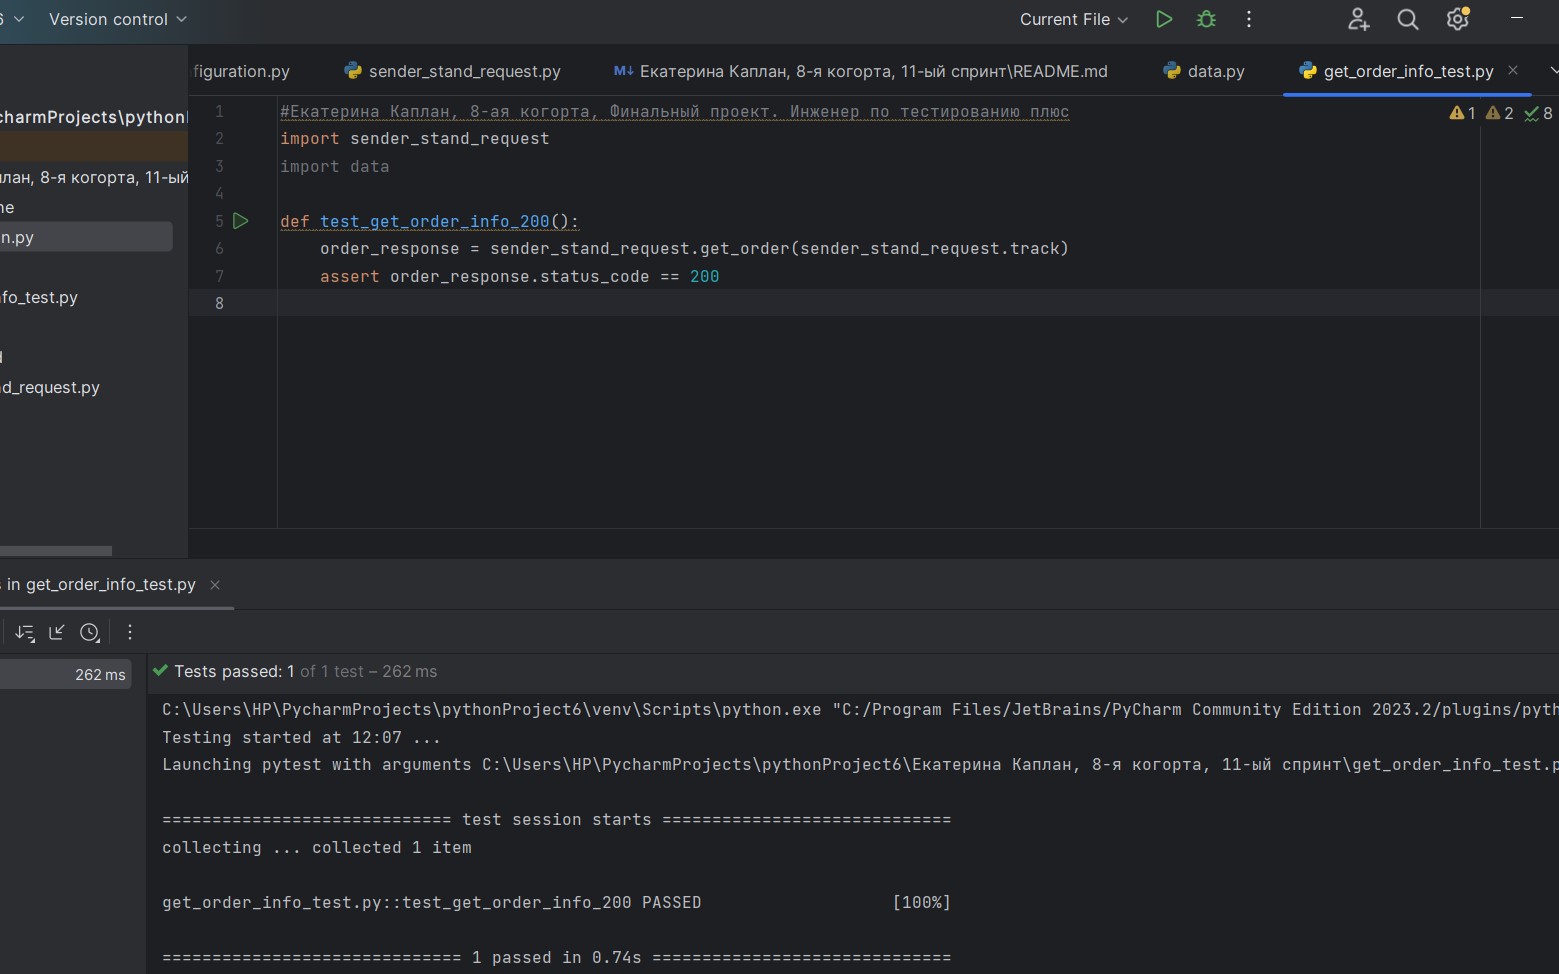 6 Version control Current File
figuration.py sender_stand_request.py M↓ Екатерина Каплан, 8-я когорта, 11-ый спринт\README.md data.py get_order_info_test.py
charmProjects\python
план, 8-я когорта, 11-ый
me
n.py
nfo_test.py
d
nd_request.py
1 #Екатерина Каплан, 8-ая когорта, Финальный проект. Инженер по тестированию плюс
1 2 8
2 import sender_stand_request
3 import data
4
5 def test_get_order_info_200():
6 order_response = sender_stand_request.get_order(sender_stand_request.track)
7 assert order_response.status_code == 200
8
s in get_order_info_test.py
262 ms
Tests passed: 1 of 1 test – 262 ms
C:\Users\HP\PycharmProjects\pythonProject6\venv\Scripts\python.exe "C:/Program Files/JetBrains/PyCharm Community Edition 2023.2/plugins/pyth
Testing started at 12:07 ...
Launching pytest with arguments C:\Users\HP\PycharmProjects\pythonProject6\Екатерина Каплан, 8-я когорта, 11-ый спринт\get_order_info_test.p
============================= test session starts =============================
collecting ... collected 1 item
get_order_info_test.py::test_get_order_info_200 PASSED [100%]
============================== 1 passed in 0.74s ==============================